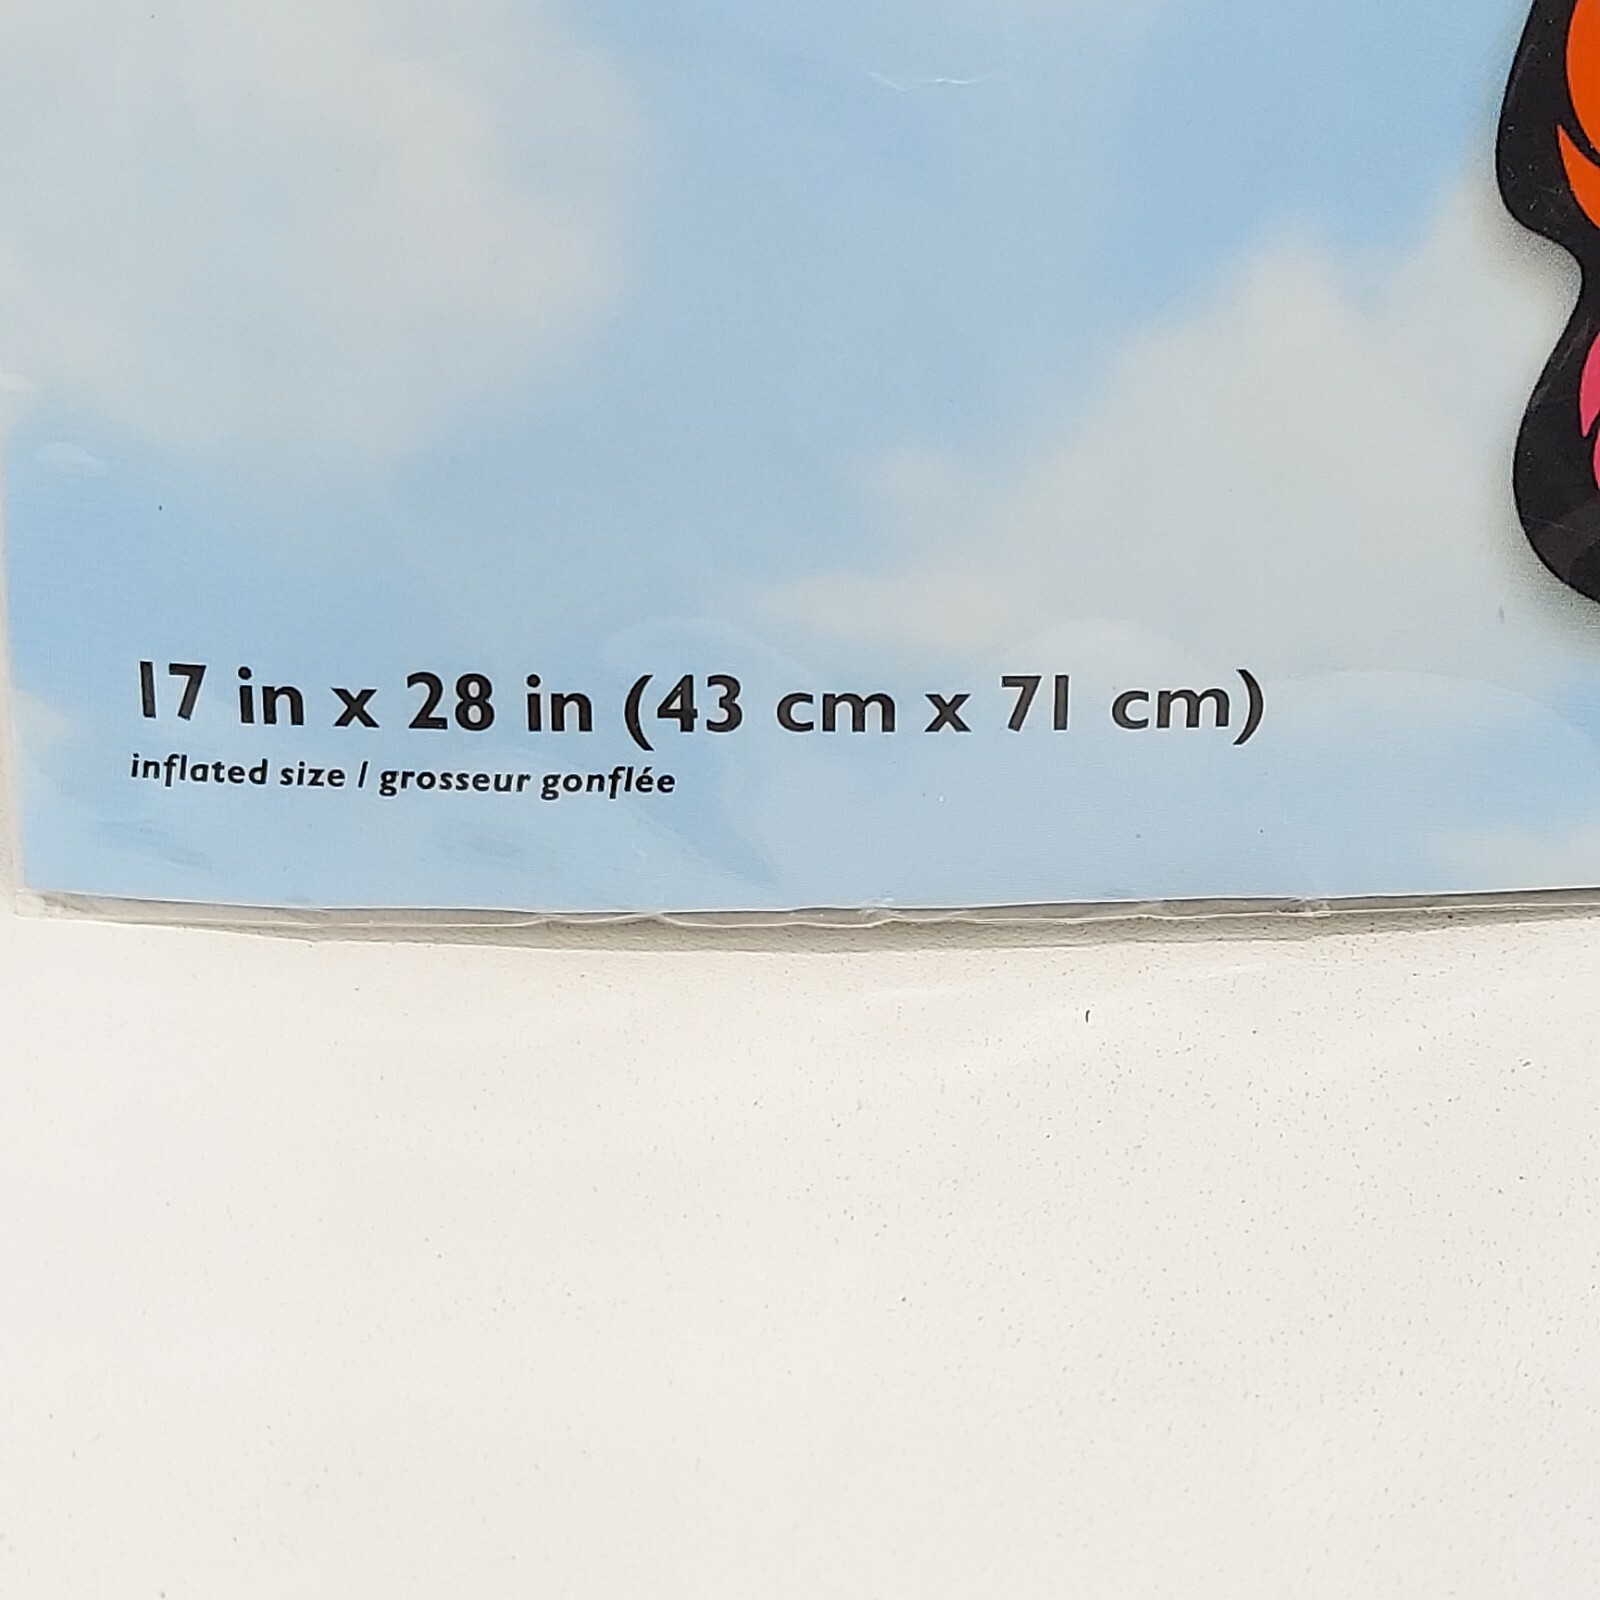 17 in x 28 in (43 cm x 71 cm)
inflated size / grosseur gonflée